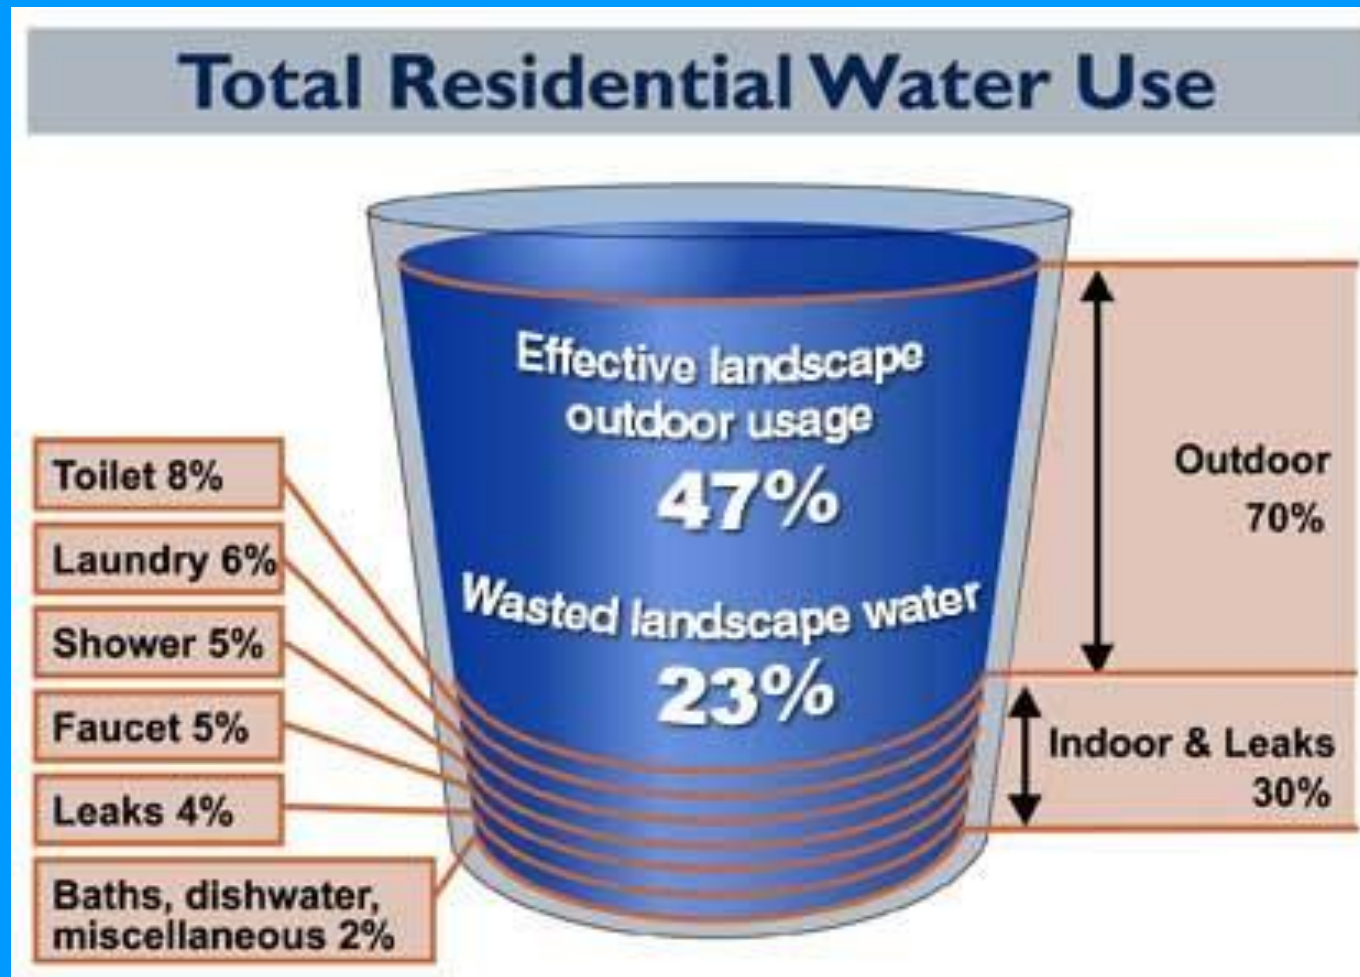 Total Residential Water Use
Effective landscape
outdoor usage
47%
Wasted landscape water
23%
Toilet 8%
Laundry 6%
Shower 5%
Faucet 5%
Leaks 4%
Baths, dishwater,
miscellaneous 2%
Outdoor
70%
Indoor & Leaks
30%